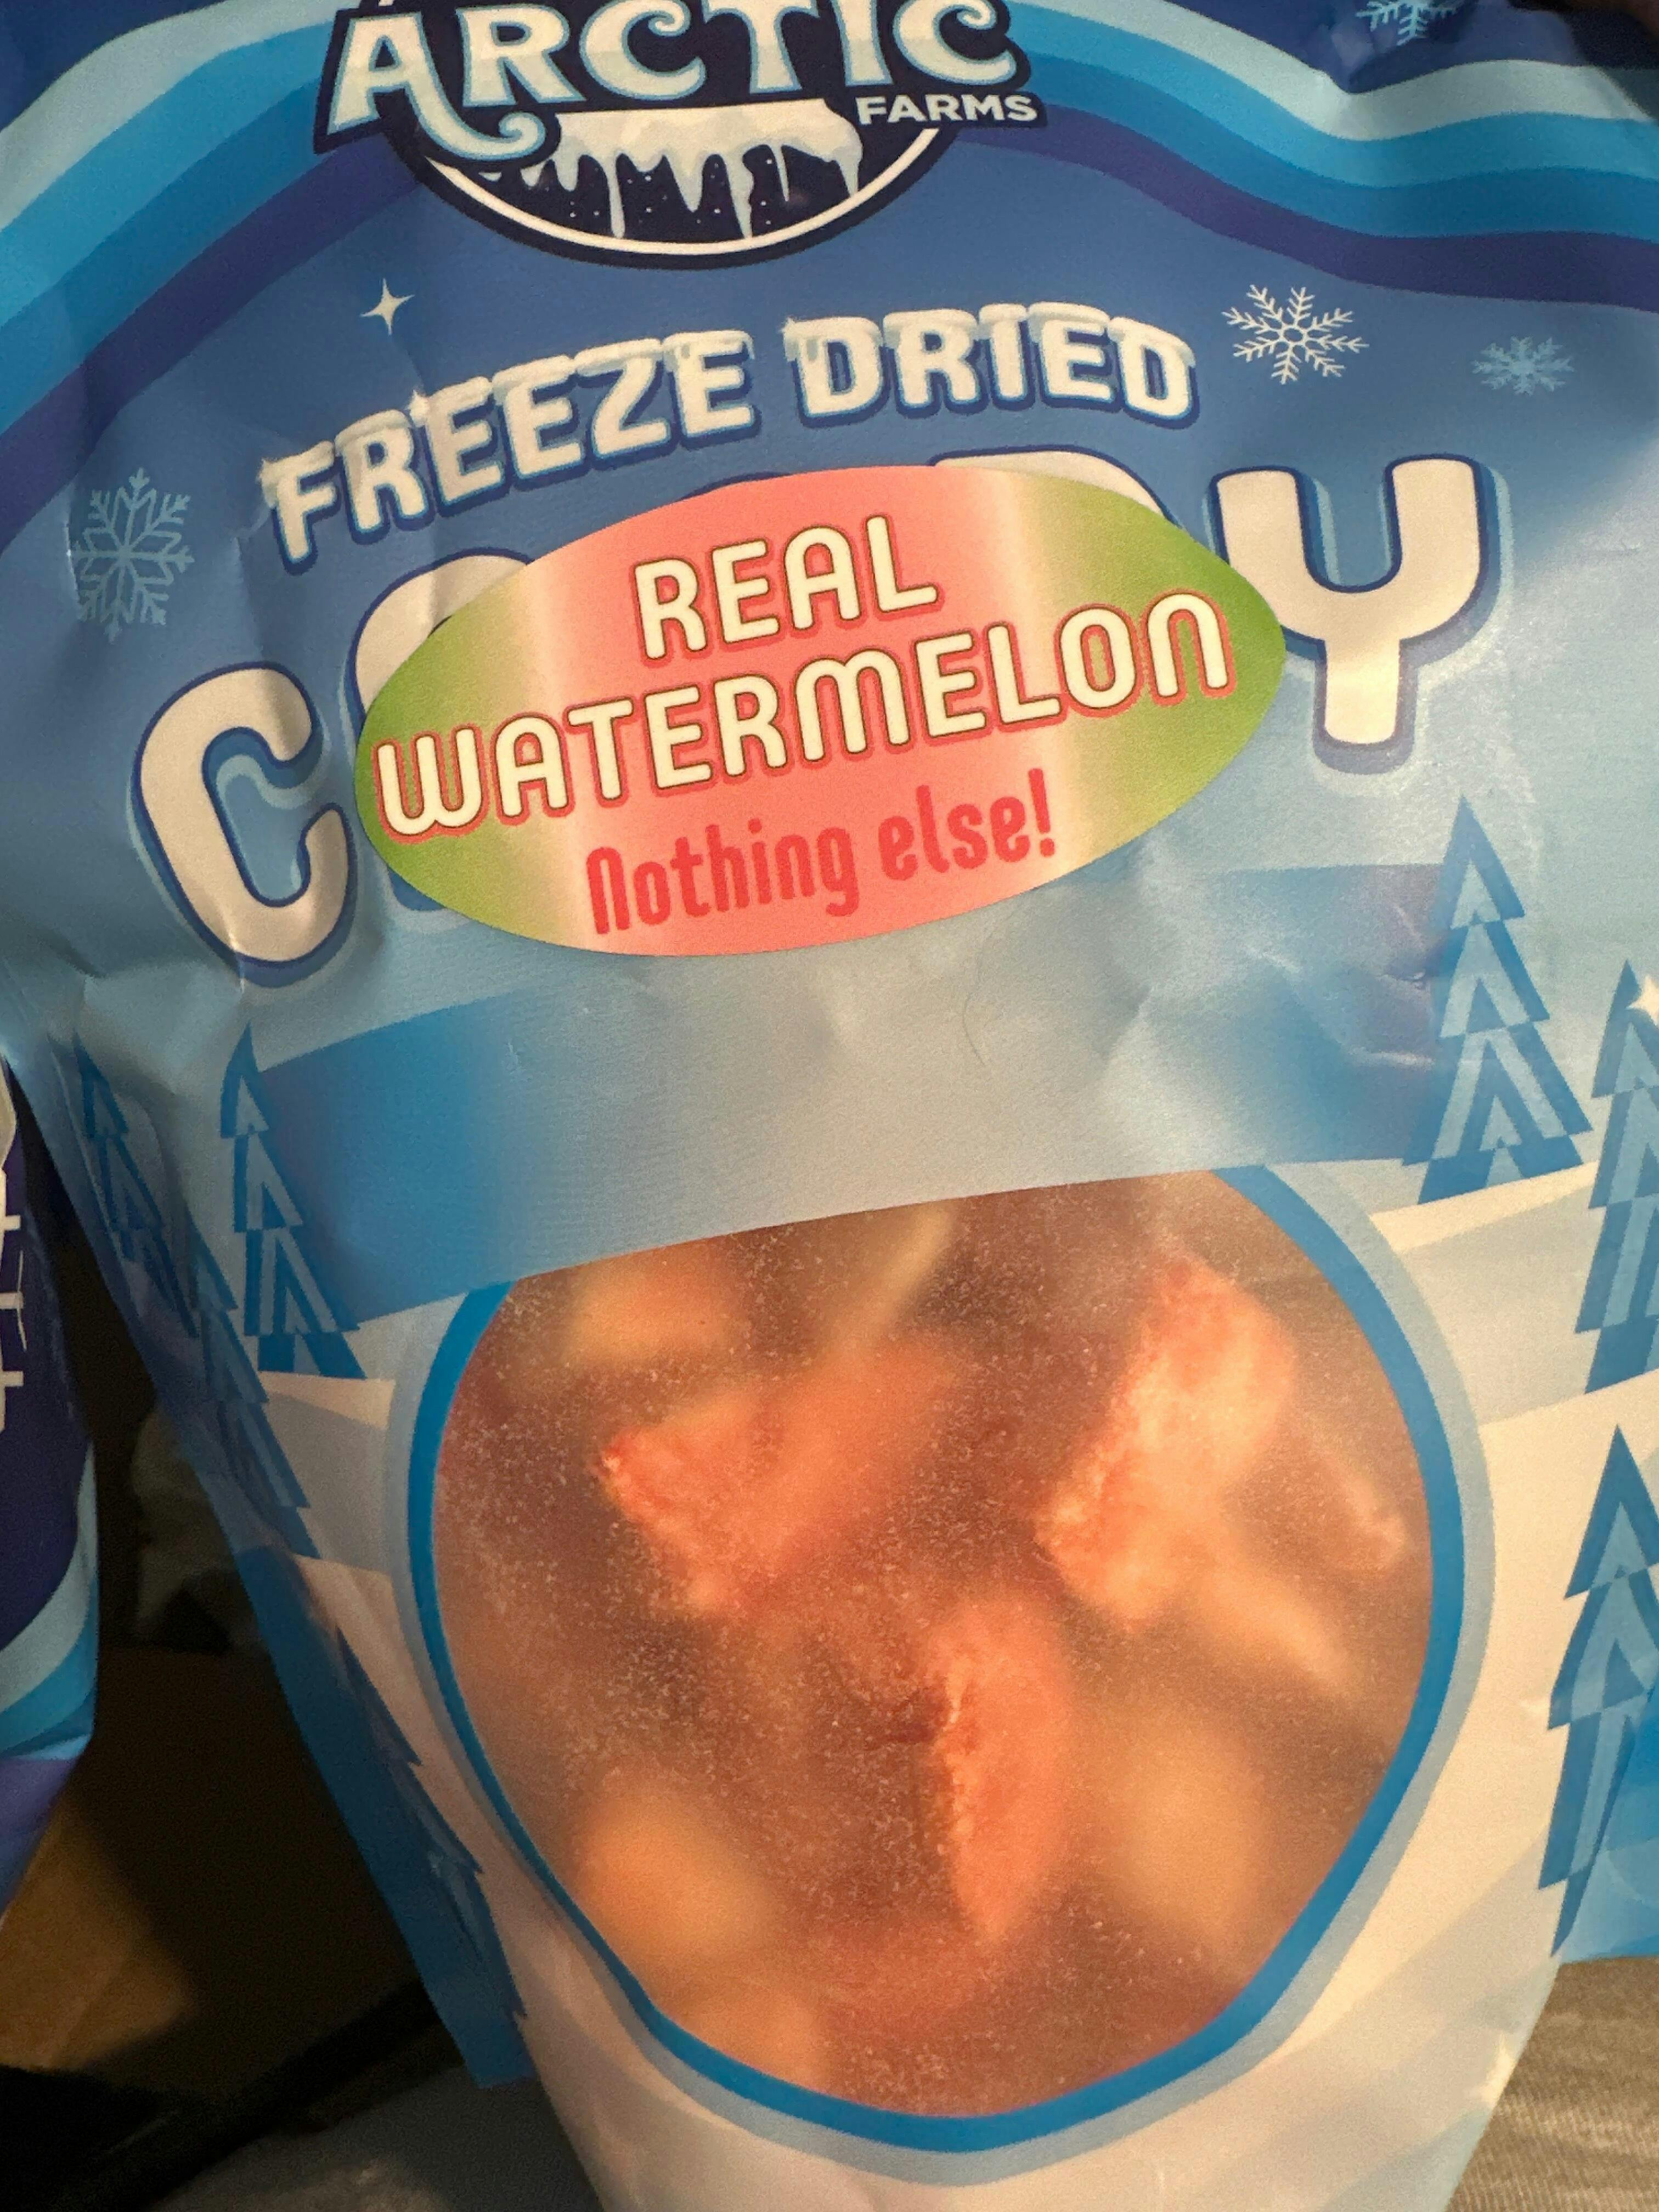 ARCTIC
FARMS
FREEZE DRIED
REAL
WATERMELON
Nothing else!